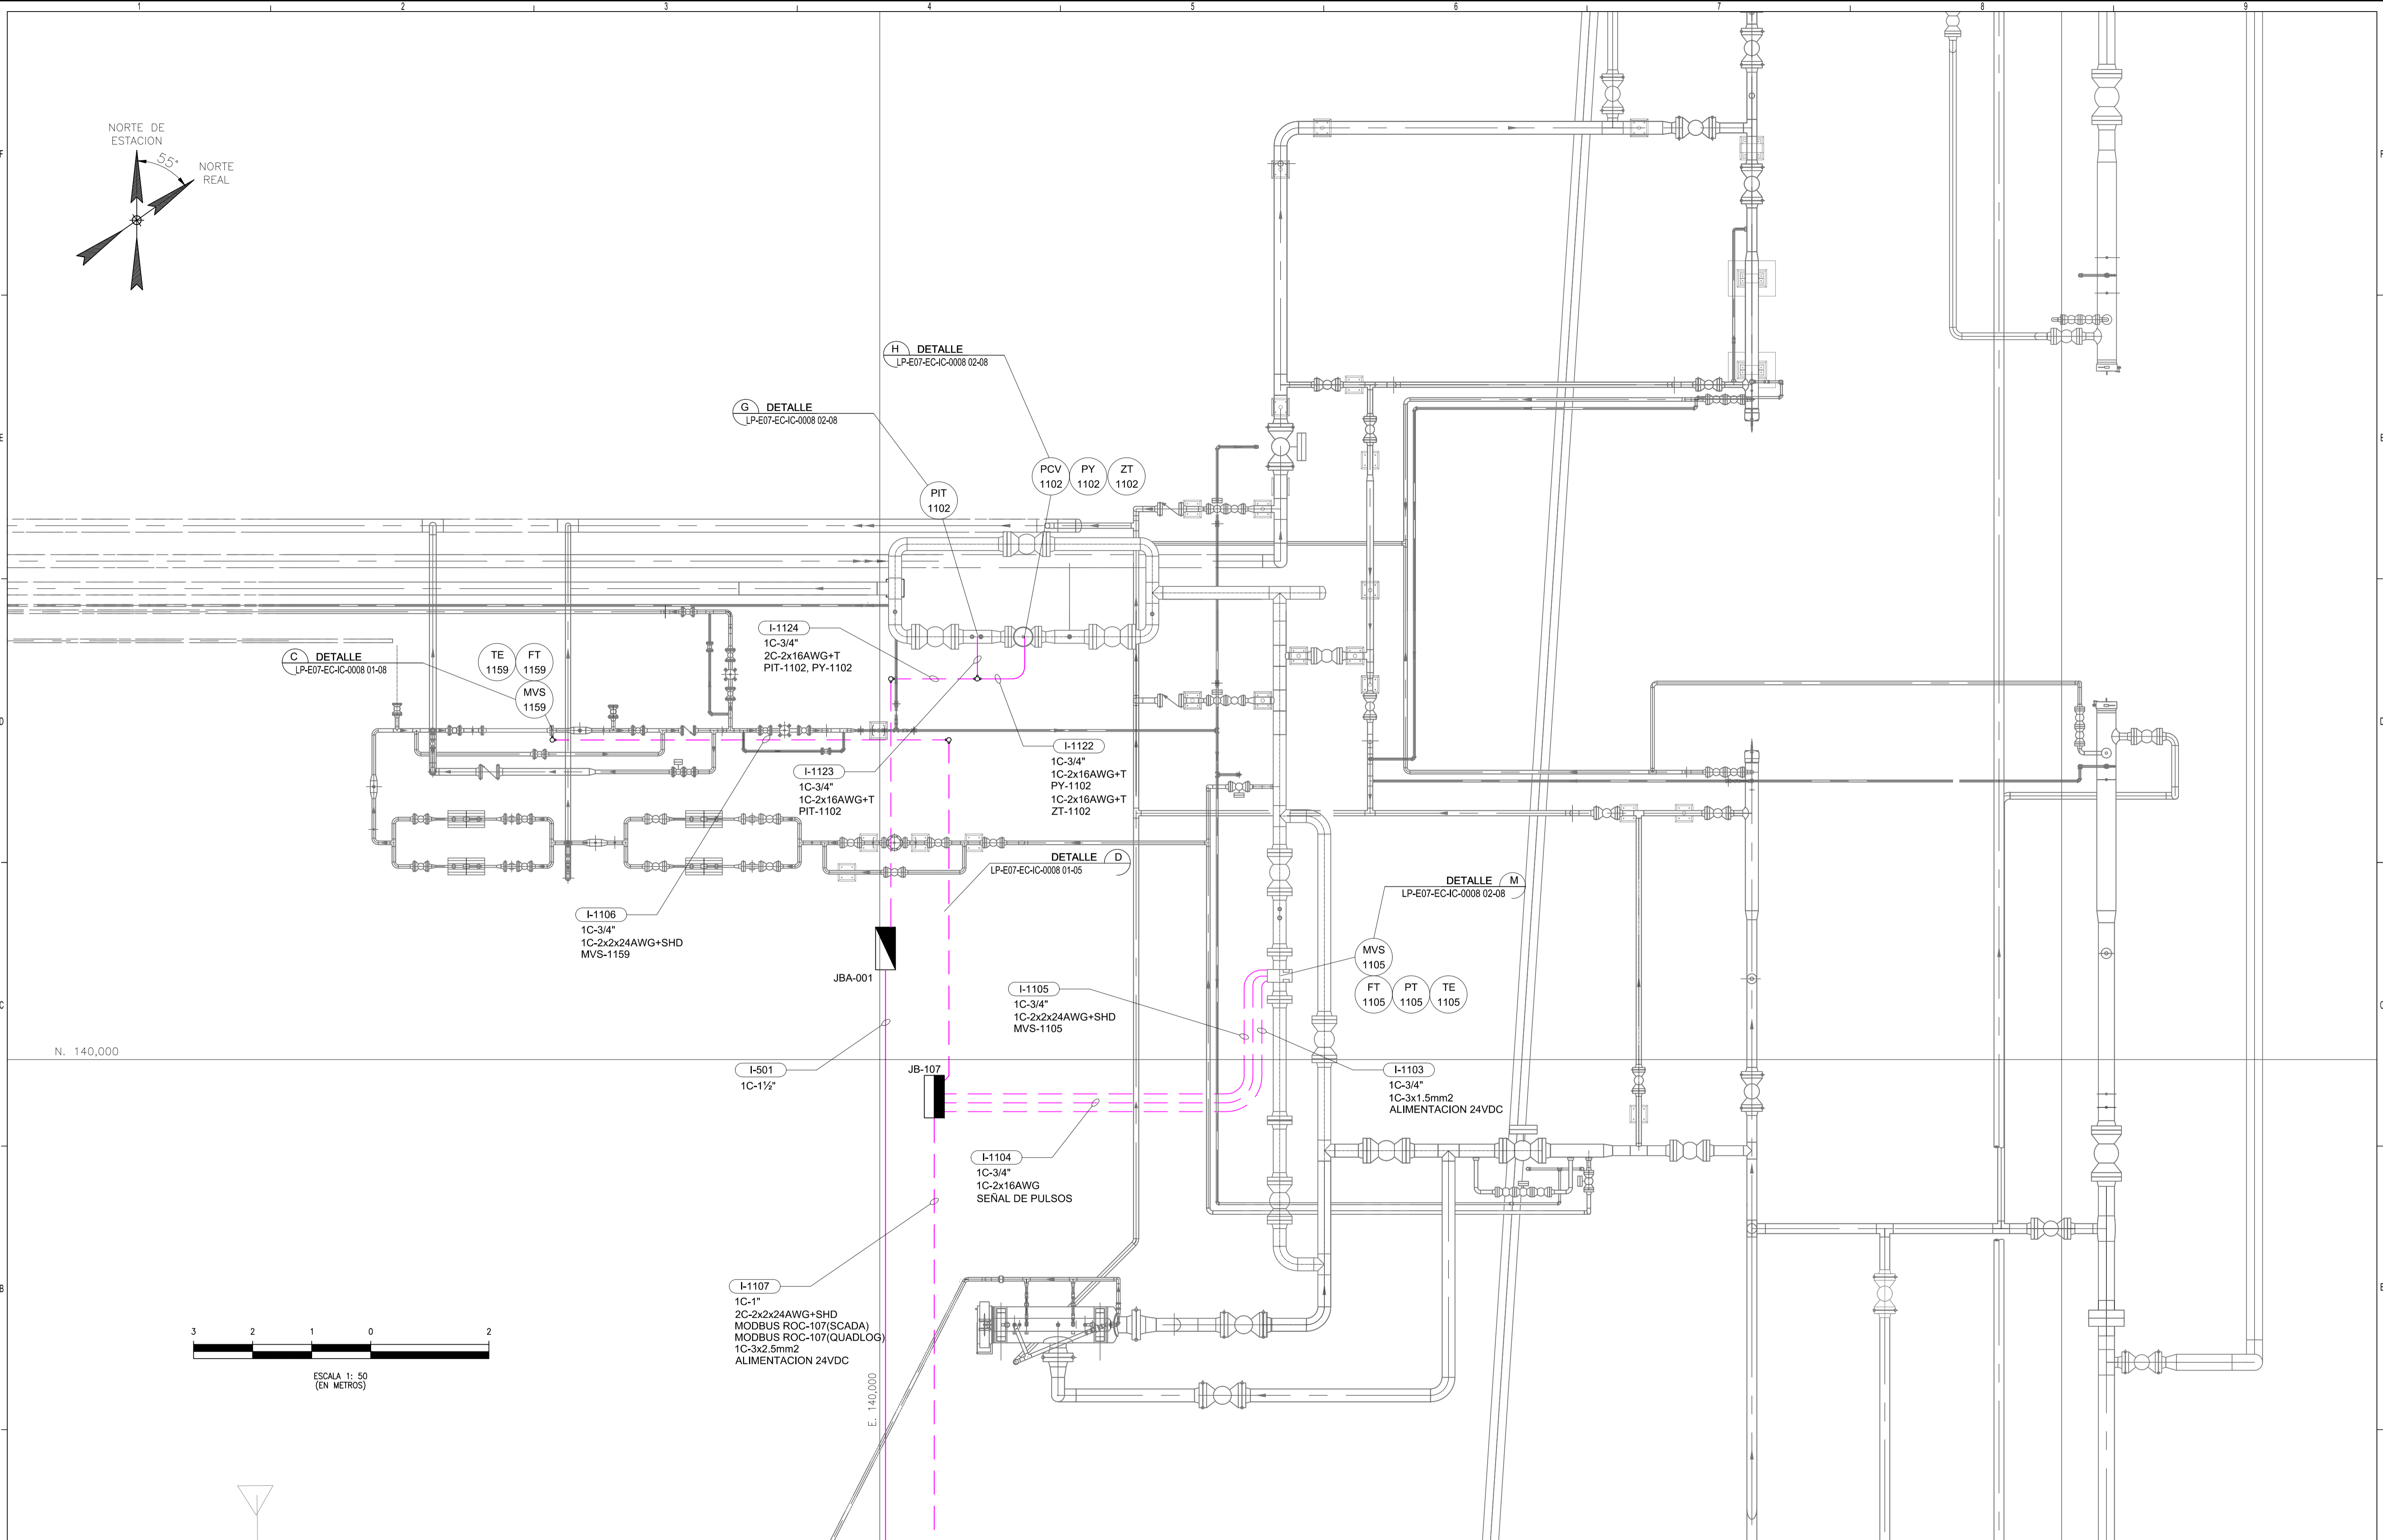 1 2 3 4 5 6 7 8 9
F
F
E
E
D
D
C
C
B
B
NORTE DE
ESTACION
55°
NORTE
REAL
H DETALLE
LP-E07-EC-IC-0008 02-08
G DETALLE
LP-E07-EC-IC-0008 02-08
PCV
1102
PY
1102
ZT
1102
PIT
1102
C DETALLE
LP-E07-EC-IC-0008 01-08
TE
1159
FT
1159
MVS
1159
I-1124
1C-3/4"
2C-2x16AWG+T
PIT-1102, PY-1102
I-1123
1C-3/4"
1C-2x16AWG+T
PIT-1102
I-1122
1C-3/4"
1C-2x16AWG+T
PY-1102
1C-2x16AWG+T
ZT-1102
DETALLE D
LP-E07-EC-IC-0008 01-05
DETALLE M
LP-E07-EC-IC-0008 02-08
I-1106
1C-3/4"
1C-2x2x24AWG+SHD
MVS-1159
JBA-001
MVS
1105
FT
1105
PT
1105
TE
1105
I-1105
1C-3/4"
1C-2x2x24AWG+SHD
MVS-1105
N. 140,000
I-501
1C-1½"
JB-107
I-1103
1C-3/4"
1C-3x1.5mm2
ALIMENTACION 24VDC
I-1104
1C-3/4"
1C-2x16AWG
SEÑAL DE PULSOS
I-1107
1C-1"
2C-2x2x24AWG+SHD
MODBUS ROC-107(SCADA)
MODBUS ROC-107(QUADLOG)
1C-3x2.5mm2
ALIMENTACION 24VDC
3 2 1 0 2
ESCALA 1: 50
(EN METROS)
E. 140,000